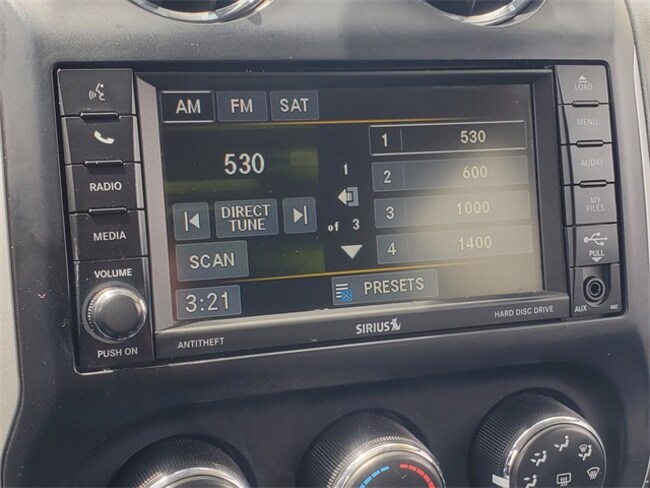 LOAD
AM FM SAT
MENU
1 530
530
RADIO
2 600
AUDIO
1
DIRECT
TUNE
3 1000
MY
FILES
of 3
MEDIA
4 1400
SCAN
PULL
VOLUME
PRESETS
3:21
AUX
HARD DISC DRIVE
SIRIUS
PUSH ON
ANTITHEFT